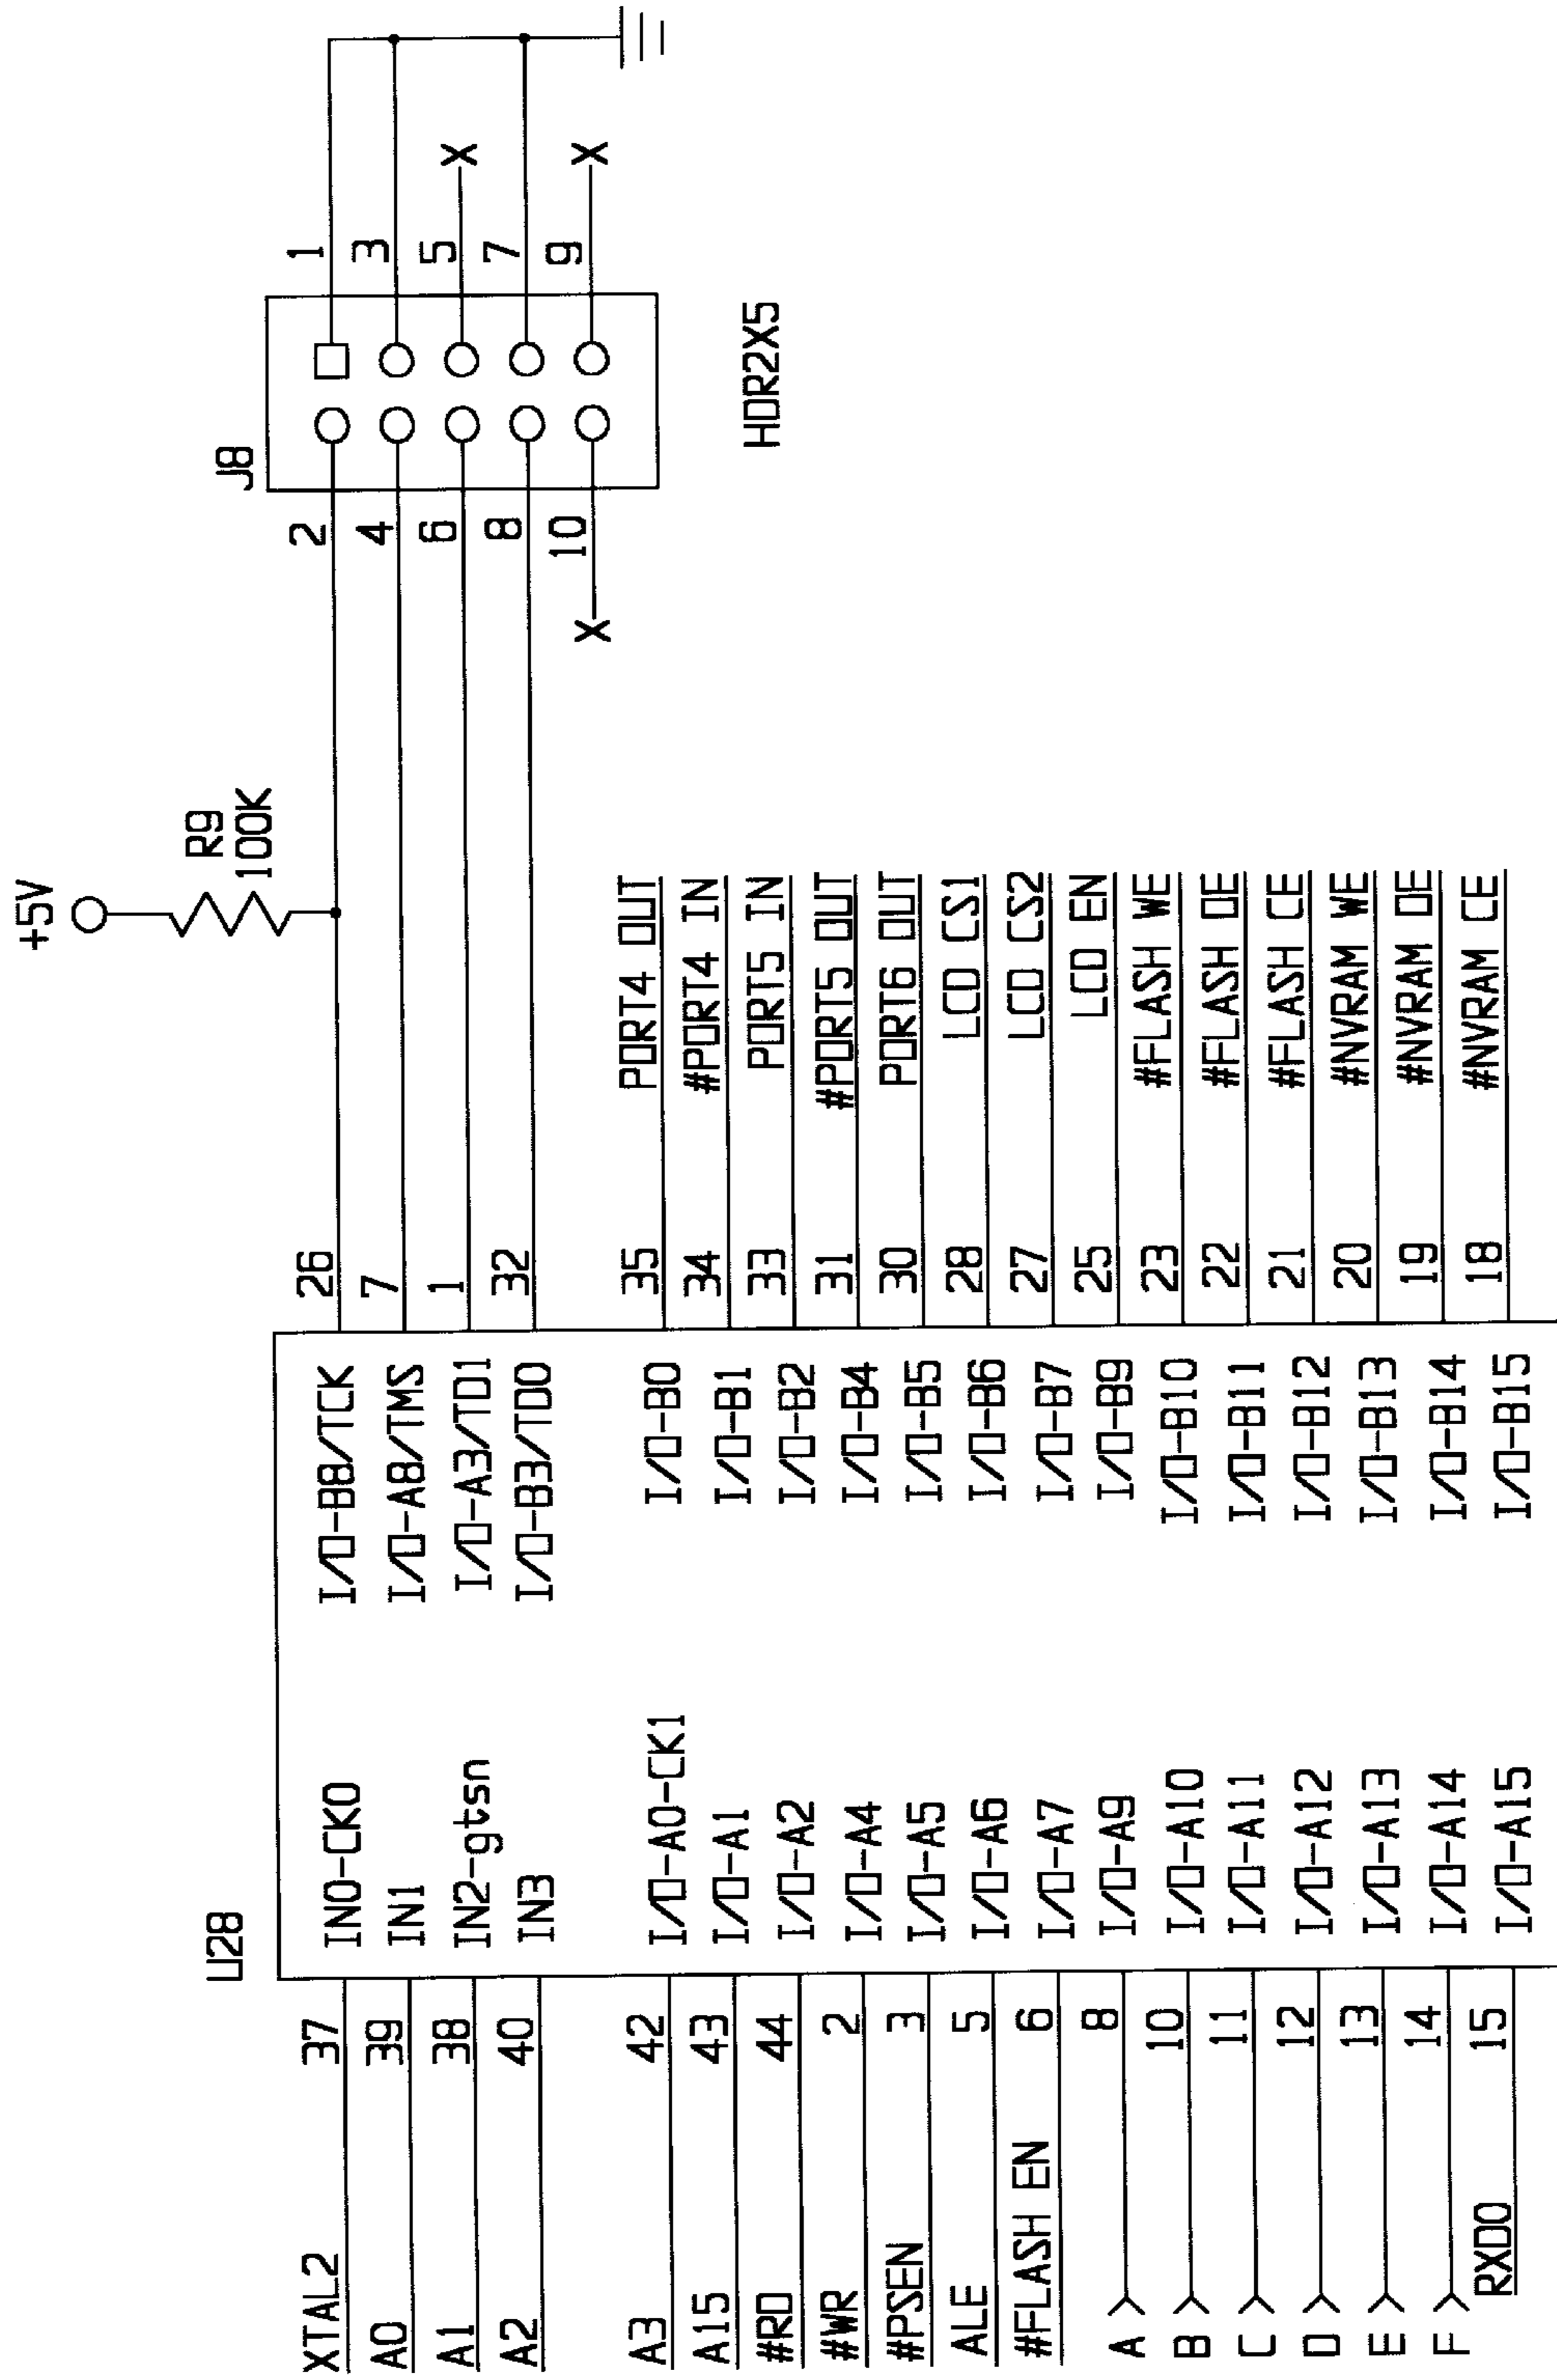 +5V
R9
100K
J8
2
4
6
8
10
X
1
3
5
7
9
X
X
HDR2X5
U28
XTAL2 37 IN0-CK0 I/O-B8/TCK 26
A0 39 IN1 I/O-A8/TMS 7
A1 38 IN2-gtsn I/O-A3/TD1 1
A2 40 IN3 I/O-B3/TD0 32
A3 42 I/O-A0-CK1 I/O-B0 35 PORT4 OUT
A15 43 I/O-A1 I/O-B1 34 #PORT4 IN
#RD 44 I/O-A2 I/O-B2 33 PORT5 IN
#WR 2 I/O-A4 I/O-B4 31 #PORT5 OUT
#PSEN 3 I/O-A5 I/O-B5 30 PORT6 OUT
ALE 5 I/O-A6 I/O-B6 28 LCD CS1
#FLASH EN 6 I/O-A7 I/O-B7 27 LCD CS2
A 8 I/O-A9 I/O-B9 25 LCD EN
B 10 I/O-A10 I/O-B10 23 #FLASH WE
C 11 I/O-A11 I/O-B11 22 #FLASH OE
D 12 I/O-A12 I/O-B12 21 #FLASH CE
E 13 I/O-A13 I/O-B13 20 #NVRAM WE
F 14 I/O-A14 I/O-B14 19 #NVRAM OE
RXD0 15 I/O-A15 I/O-B15 18 #NVRAM CE